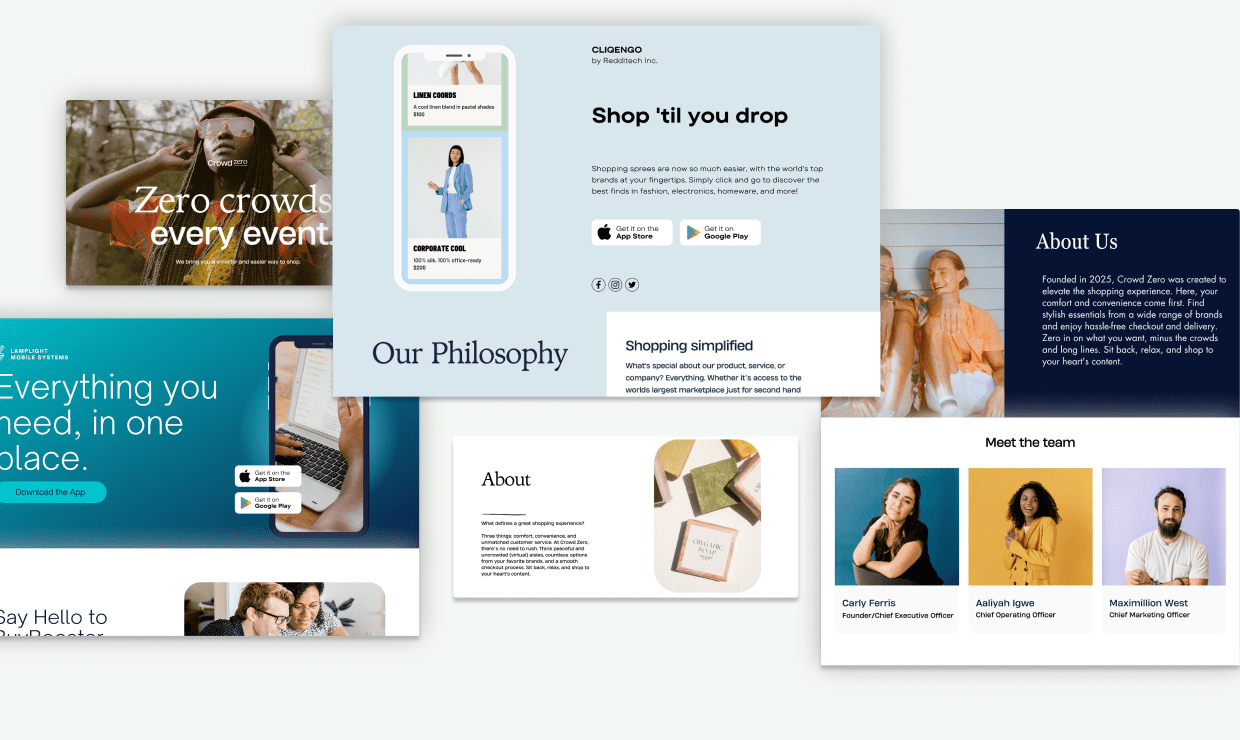 CLIQENGO
by Redditech Inc.
Shop 'til you drop
Shopping sprees are now so much easier, with the world's top
brands at your fingertips. Simply click and go to discover the
best finds in fashion, electronics, homeware, and more!
Get it on the
App Store
Get it on
Google Play
LINEN COORDS
A cool linen blend in pastel shades
$100
CORPORATE COOL
100% silk, 100% office-ready
$200
Our Philosophy
Shopping simplified
What's special about our product, service, or
company? Everything. Whether it's access to the
worlds largest marketplace just for second hand
Crowd zero
Zero crowds
every event.
We bring you a smarter and easier way to shop.
LAMPLIGHT
MOBILE SYSTEMS
Everything you
need, in one
place.
Download the App
Get it on the
App Store
Get it on
Google Play
Say Hello to
BuyBooster
About
What defines a great shopping experience?
Three things: comfort, convenience, and
unmatched customer service. At Crowd Zero,
there's no need to rush. Think peaceful and
uncrowded (virtual) aisles, countless options
from your favorite brands, and a smooth
checkout process. Sit back, relax, and shop to
your heart's content.
ORGANIC
SOAP
About Us
Founded in 2025, Crowd Zero was created to
elevate the shopping experience. Here, your
comfort and convenience come first. Find
stylish essentials from a wide range of brands
and enjoy hassle-free checkout and delivery.
Zero in on what you want, minus the crowds
and long lines. Sit back, relax, and shop to
your heart's content.
Meet the team
Carly Ferris
Founder/Chief Executive Officer
Aaliyah Igwe
Chief Operating Officer
Maximillion West
Chief Marketing Officer